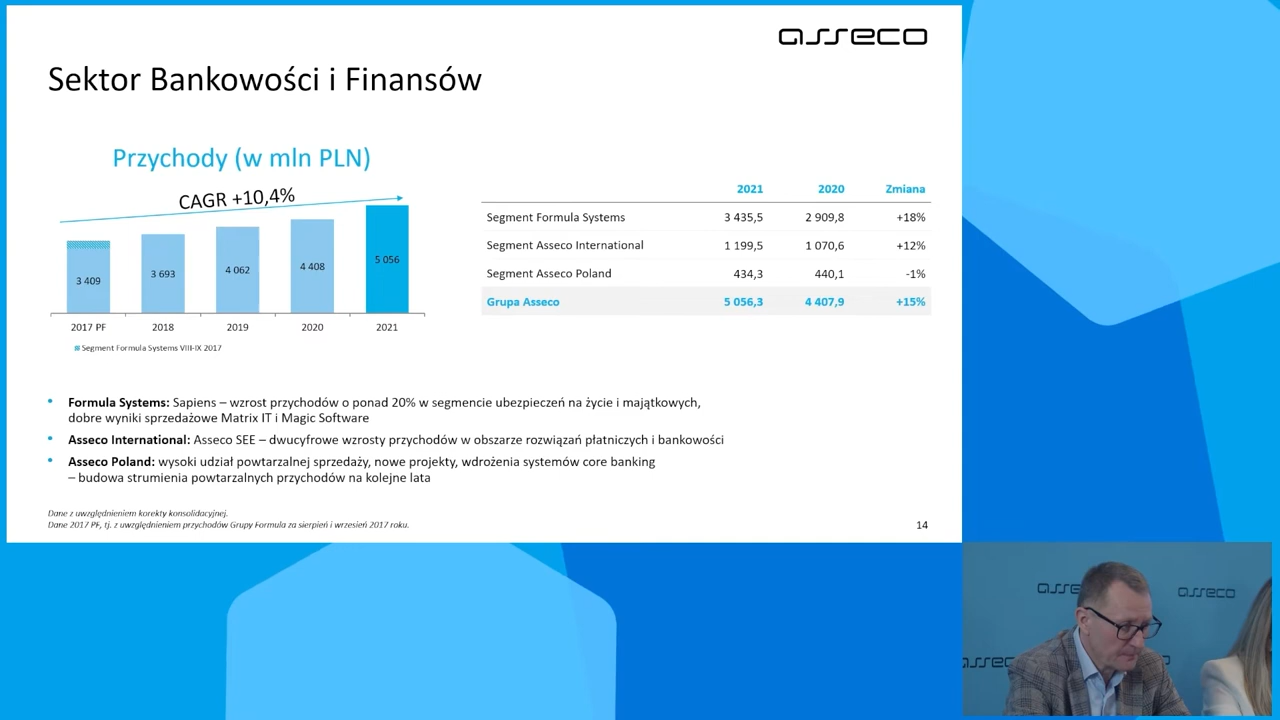 asseco
Sektor Bankowości i Finansów
Przychody (w mln PLN)
CAGR +10,4%
3 409
3 693
4 062
4 408
5 056
2017 PF
2018
2019
2020
2021
Segment Formula Systems VIII-IX 2017
2021 2020 Zmiana
Segment Formula Systems 3 435,5 2 909,8 +18%
Segment Asseco International 1 199,5 1 070,6 +12%
Segment Asseco Poland 434,3 440,1 -1%
Grupa Asseco 5 056,3 4 407,9 +15%
• Formula Systems: Sapiens – wzrost przychodów o ponad 20% w segmencie ubezpieczeń na życie i majątkowych,
dobre wyniki sprzedażowe Matrix IT i Magic Software
• Asseco International: Asseco SEE – dwucyfrowe wzrosty przychodów w obszarze rozwiązań płatniczych i bankowości
• Asseco Poland: wysoki udział powtarzalnej sprzedaży, nowe projekty, wdrożenia systemów core banking
– budowa strumienia powtarzalnych przychodów na kolejne lata
Dane z uwzględnieniem korekty konsolidacyjnej.
Dane 2017 PF, tj. z uwzględnieniem przychodów Grupy Formula za sierpień i wrzesień 2017 roku.
14
asseco
asseco